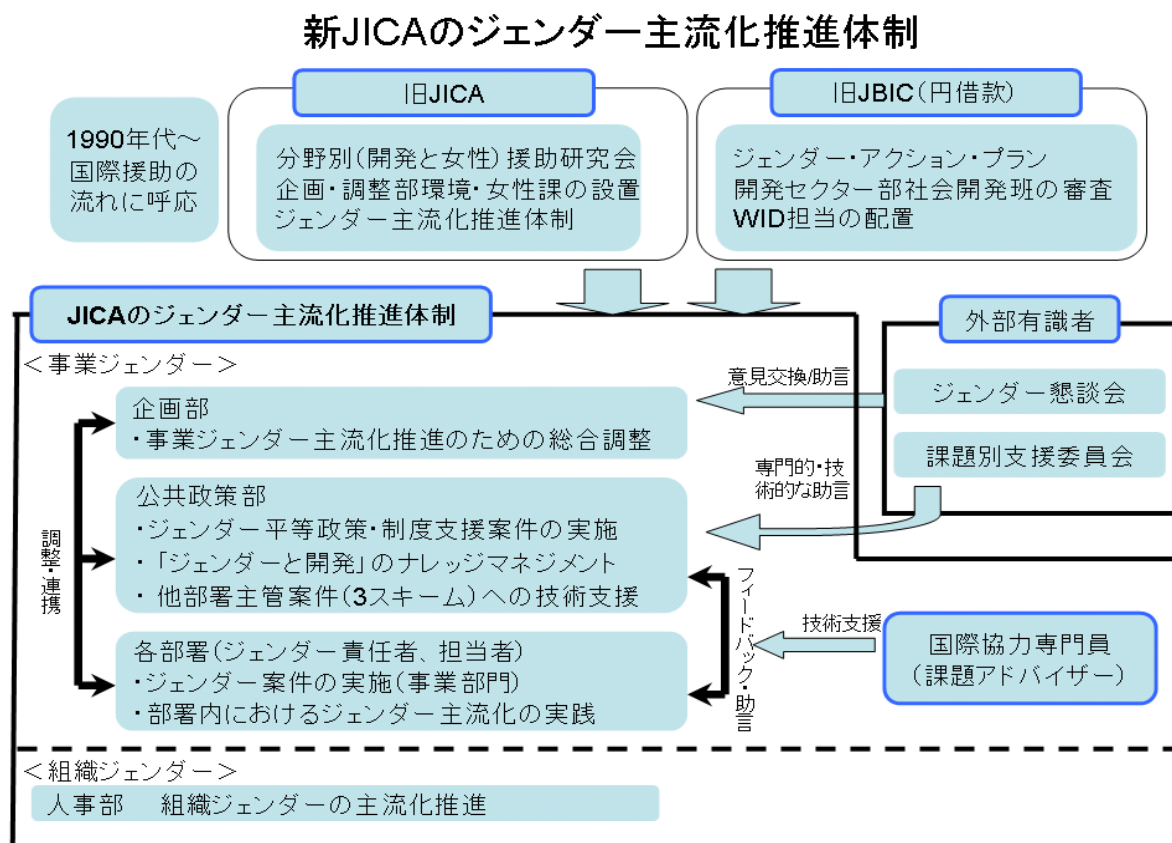 新JICAのジェンダー主流化推進体制
1990年代～
国際援助の
流れに呼応
旧JICA
分野別(開発と女性)援助研究会
企画・調整部環境・女性課の設置
ジェンダー主流化推進体制
旧JBIC(円借款)
ジェンダー・アクション・プラン
開発セクター部社会開発班の審査
WID担当の配置
JICAのジェンダー主流化推進体制
＜事業ジェンダー＞
企画部
・事業ジェンダー主流化推進のための総合調整
公共政策部
・ジェンダー平等政策・制度支援案件の実施
・「ジェンダーと開発」のナレッジマネジメント
・他部署主管案件(3スキーム)への技術支援
各部署(ジェンダー責任者、担当者)
・ジェンダー案件の実施(事業部門)
・部署内におけるジェンダー主流化の実践
調整・連携
意見交換/助言
専門的・技
術的な助言
フィードバック・助言
技術支援
外部有識者
ジェンダー懇談会
課題別支援委員会
国際協力専門員
(課題アドバイザー)
＜組織ジェンダー＞
人事部　組織ジェンダーの主流化推進